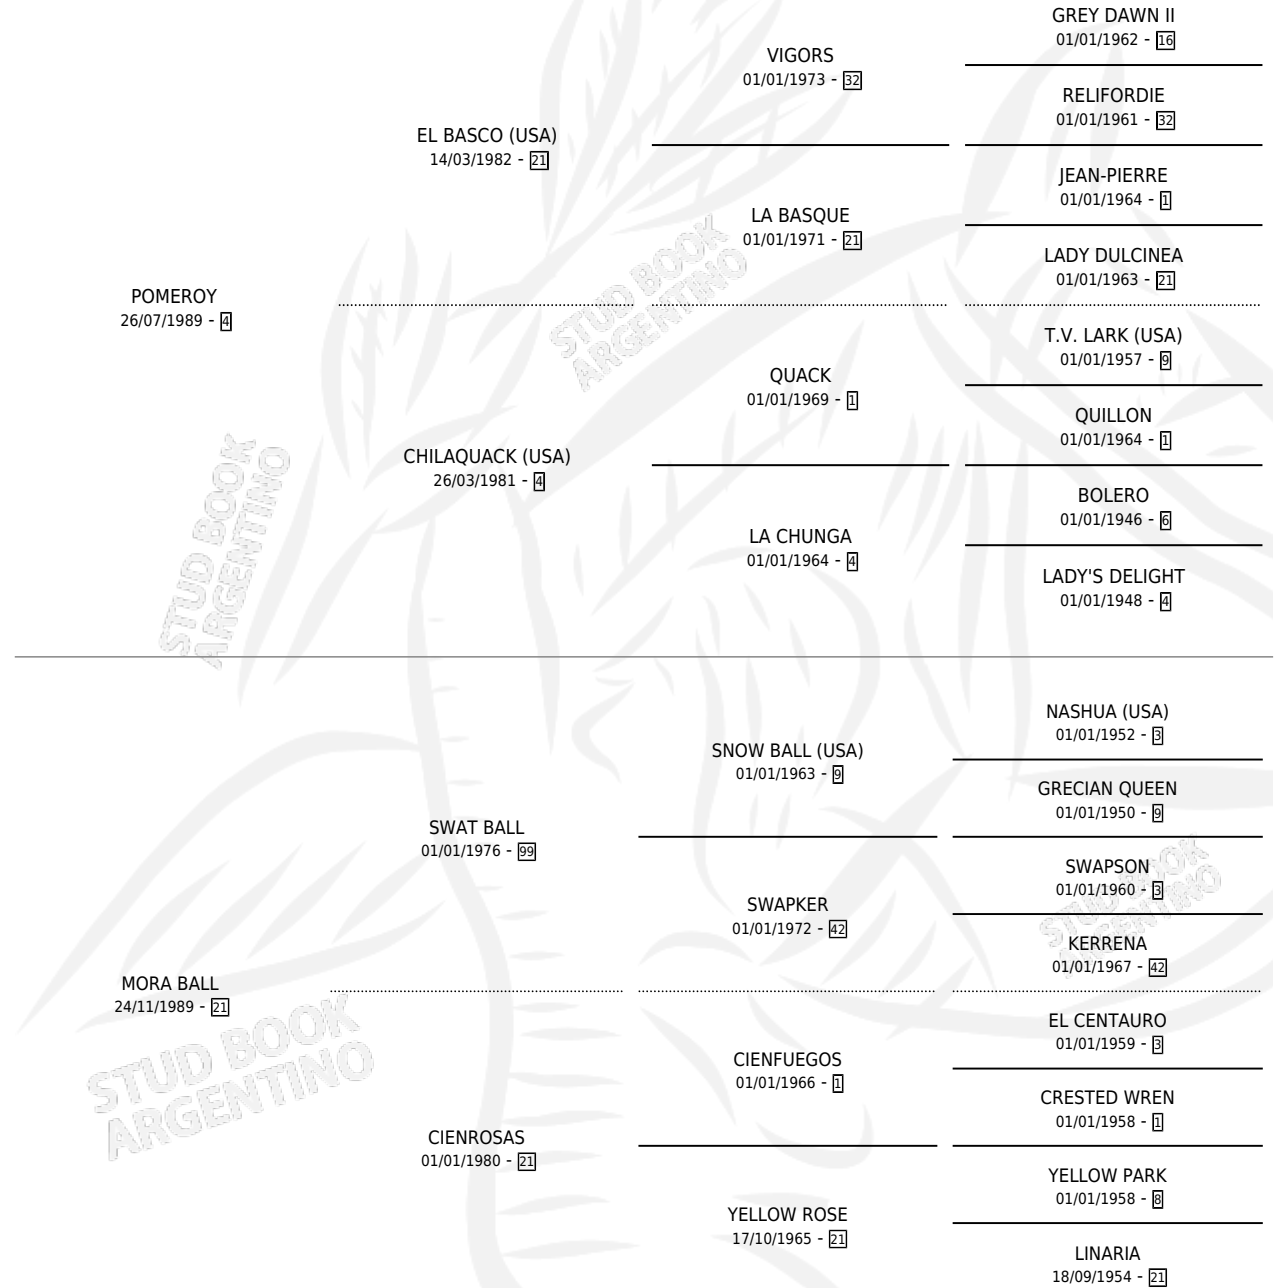 GREY DAWN II
01/01/1962 - 16
VIGORS
01/01/1973 - 32
RELIFORDIE
01/01/1961 - 32
EL BASCO (USA)
14/03/1982 - 21
JEAN-PIERRE
01/01/1964 - 1
LA BASQUE
01/01/1971 - 21
LADY DULCINEA
01/01/1963 - 21
POMEROY
26/07/1989 - 4
T.V. LARK (USA)
01/01/1957 - 9
QUACK
01/01/1969 - 1
QUILLON
01/01/1964 - 1
CHILAQUACK (USA)
26/03/1981 - 4
BOLERO
01/01/1946 - 6
LA CHUNGA
01/01/1964 - 4
LADY'S DELIGHT
01/01/1948 - 4
NASHUA (USA)
01/01/1952 - 3
SNOW BALL (USA)
01/01/1963 - 9
GRECIAN QUEEN
01/01/1950 - 9
SWAT BALL
01/01/1976 - 99
SWAPSON
01/01/1960 - 3
SWAPKER
01/01/1972 - 42
KERRENA
01/01/1967 - 42
MORA BALL
24/11/1989 - 21
EL CENTAURO
01/01/1959 - 3
CIENFUEGOS
01/01/1966 - 1
CRESTED WREN
01/01/1958 - 1
CIENROSAS
01/01/1980 - 21
YELLOW PARK
01/01/1958 - 8
YELLOW ROSE
17/10/1965 - 21
LINARIA
18/09/1954 - 21
STUD BOOK
ARGENTINO
STUD BOOK
ARGENTINO
STUD BOOK
ARGENTINO
STUD BOOK
ARGENTINO